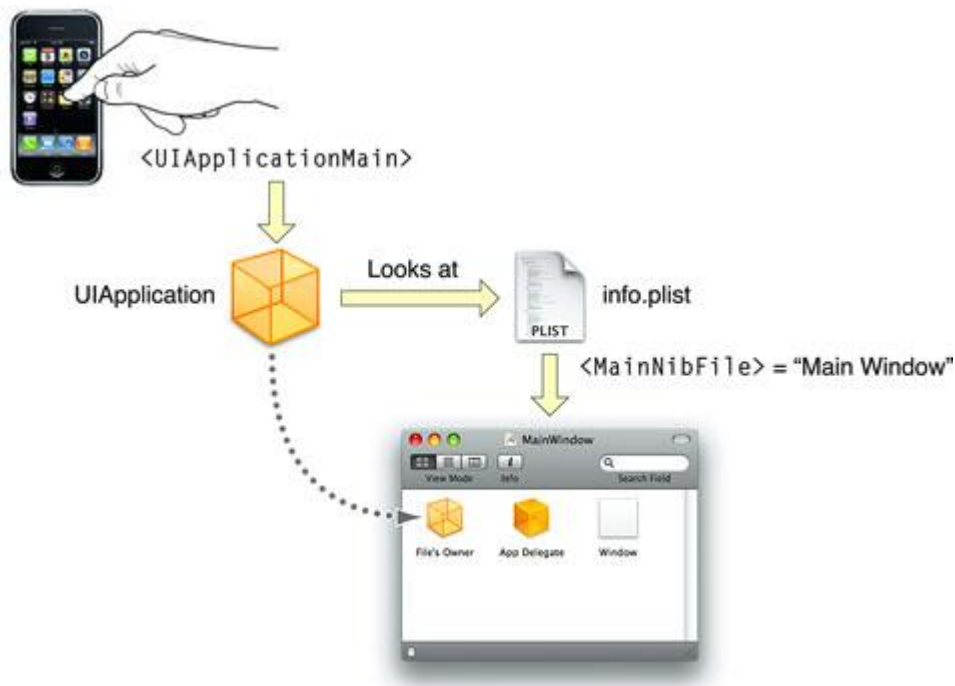 <UIApplicationMain>
UIApplication
Looks at
PLIST
info.plist
<MainNibFile> = “Main Window”
MainWindow
View Mode
Info
Search Field
File's Owner
App Delegate
Window